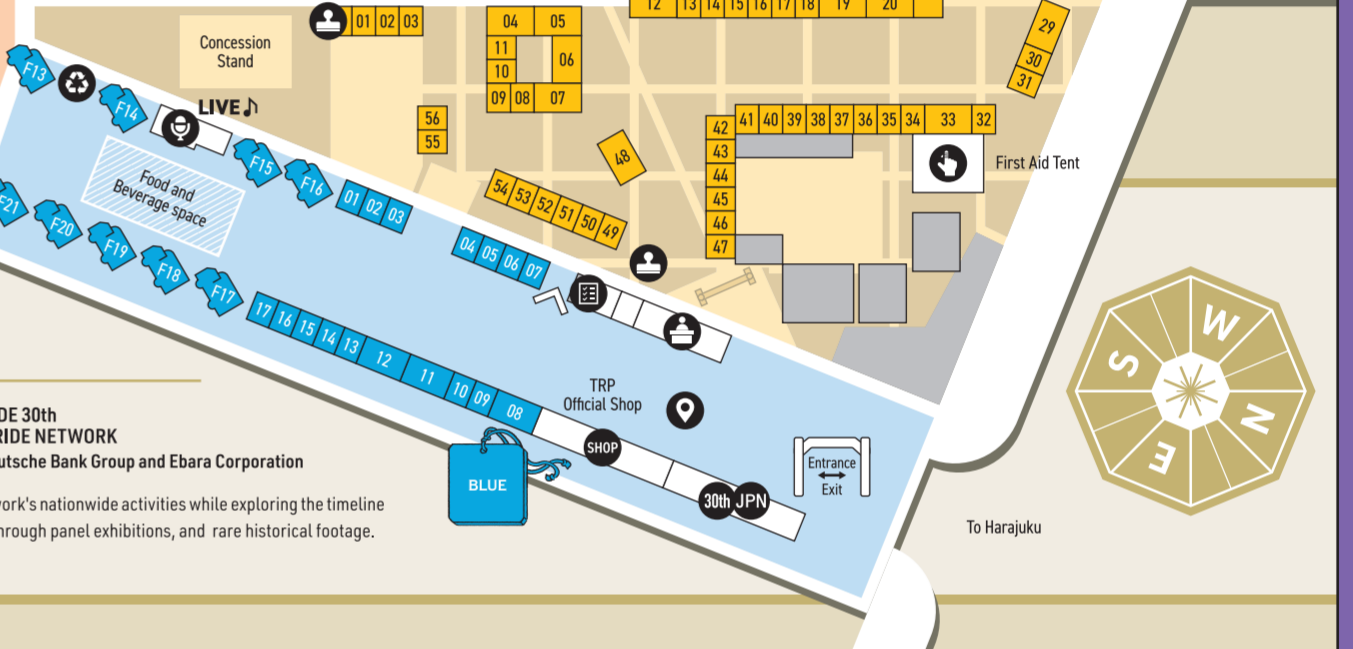 12 13 14 15 16 17 18 19 20
29
30
31
01 02 03
04 05
11 06
10
09 08 07
Concession
Stand
F13
F14
LIVE♪
56
55
48
41 40 39 38 37 36 35 34 33 32
42
43
44
45
46
47
First Aid Tent
F15
F16
01 02 03
54 53 52 51 50 49
Food and
Beverage space
F21
F20
F19
F18
F17
04 05 06 07
17 16 15 14 13 12 11 10 09 08
TRP
Official Shop
SHOP
30th JPN
Entrance
Exit
BLUE
W
S
N
E
To Harajuku
DE 30th
RIDE NETWORK
utsche Bank Group and Ebara Corporation
ork's nationwide activities while exploring the timeline
hrough panel exhibitions, and rare historical footage.